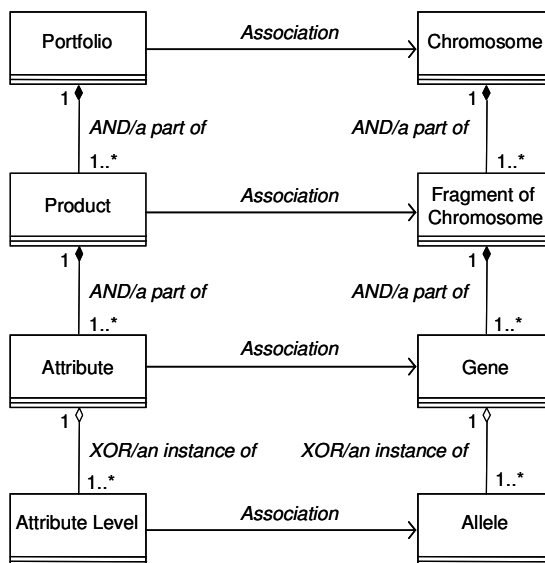 Portfolio
Association
Chromosome
1
1
AND/a part of
AND/a part of
1..*
1..*
Product
Association
Fragment of
Chromosome
1
1
AND/a part of
AND/a part of
1..*
1..*
Attribute
Association
Gene
1
1
XOR/an instance of
XOR/an instance of
1..*
1..*
Attribute Level
Association
Allele